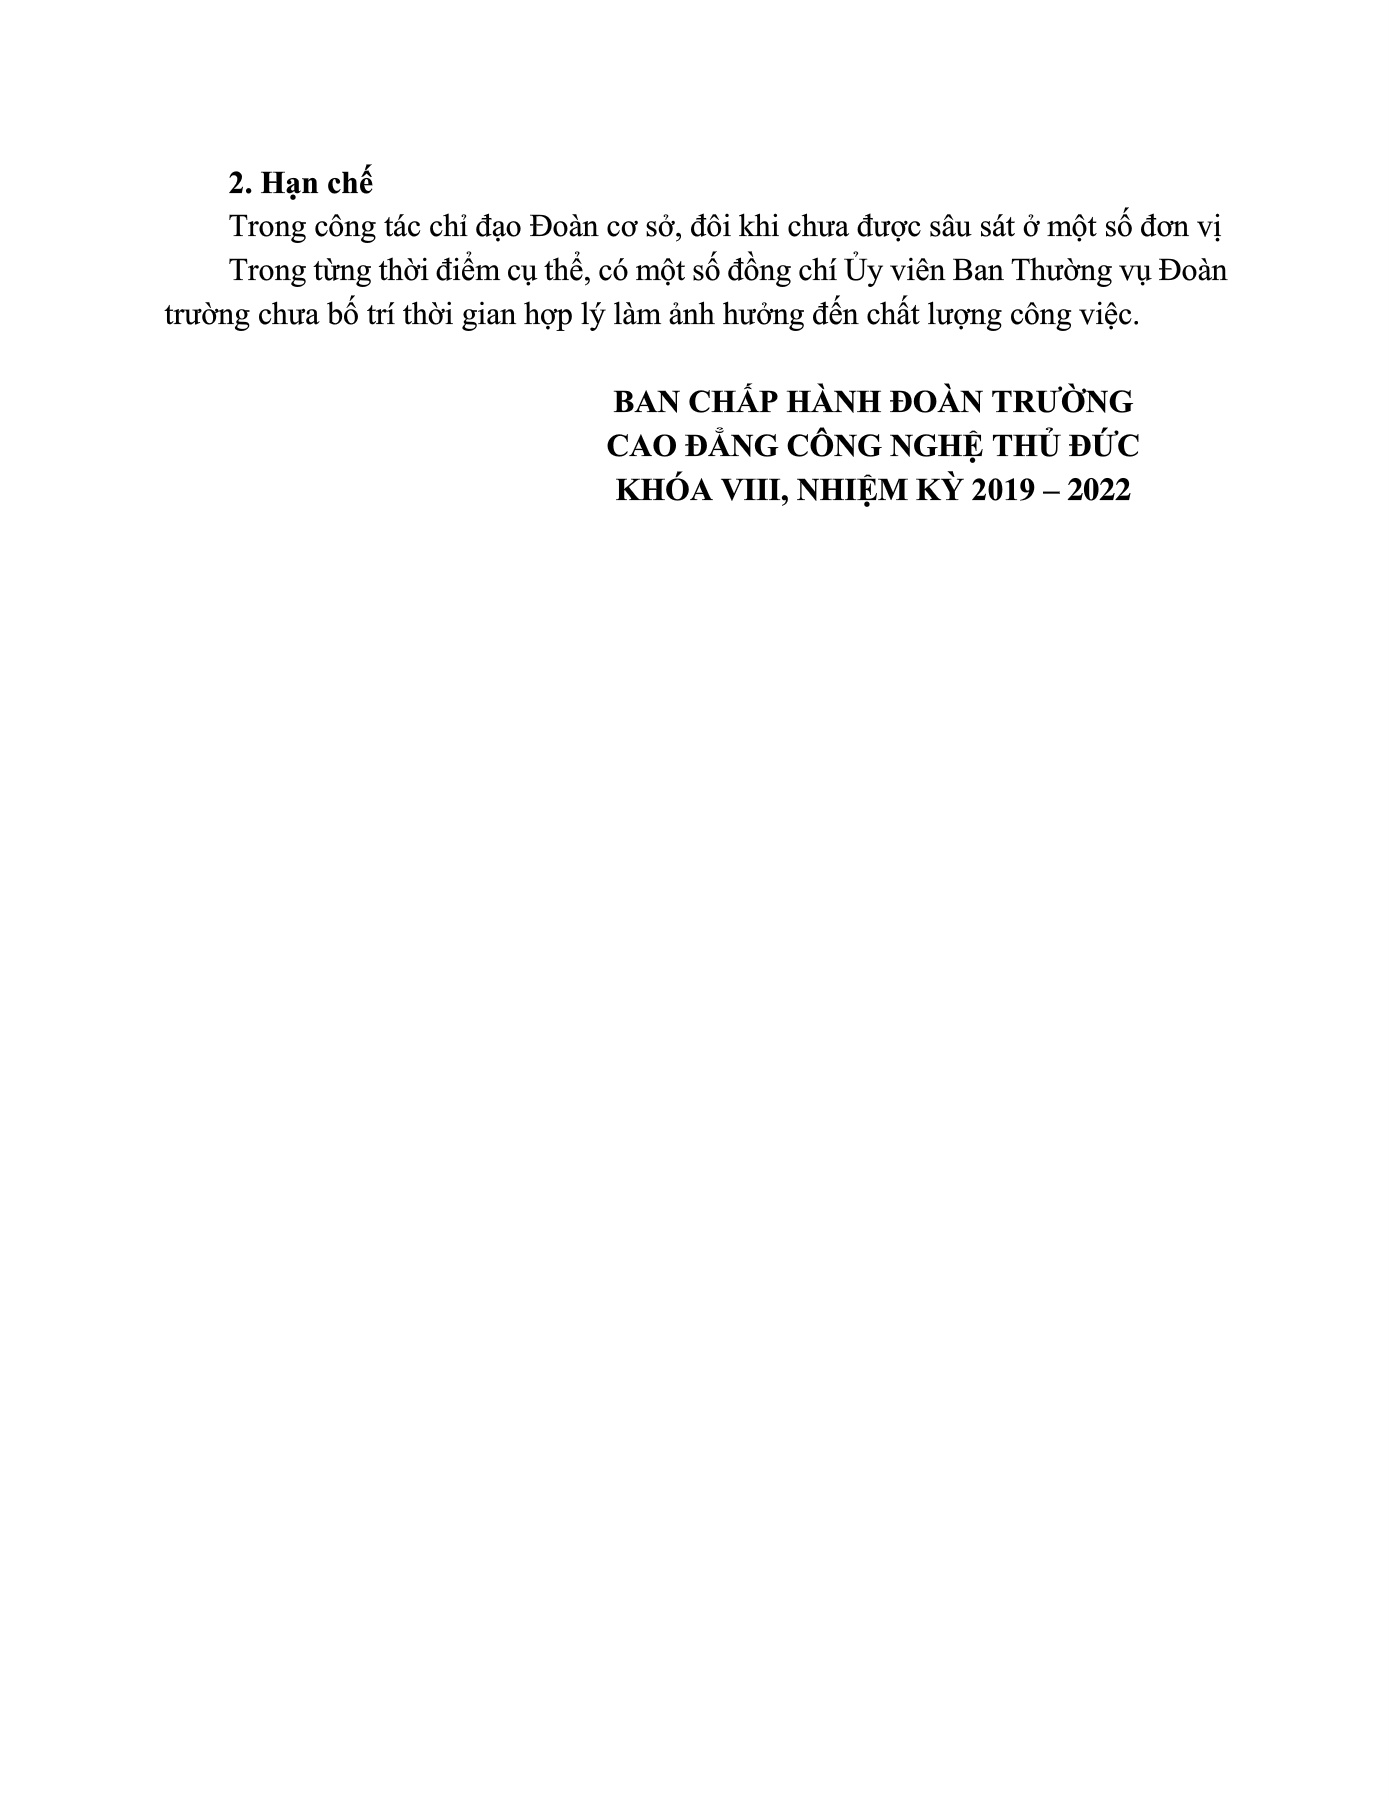 2. Hạn chế
Trong công tác chỉ đạo Đoàn cơ sở, đôi khi chưa được sâu sát ở một số đơn vị
Trong từng thời điểm cụ thể, có một số đồng chí Ủy viên Ban Thường vụ Đoàn
trường chưa bố trí thời gian hợp lý làm ảnh hưởng đến chất lượng công việc.
BAN CHẤP HÀNH ĐOÀN TRƯỜNG
CAO ĐẲNG CÔNG NGHỆ THỦ ĐỨC
KHÓA VIII, NHIỆM KỲ 2019 – 2022